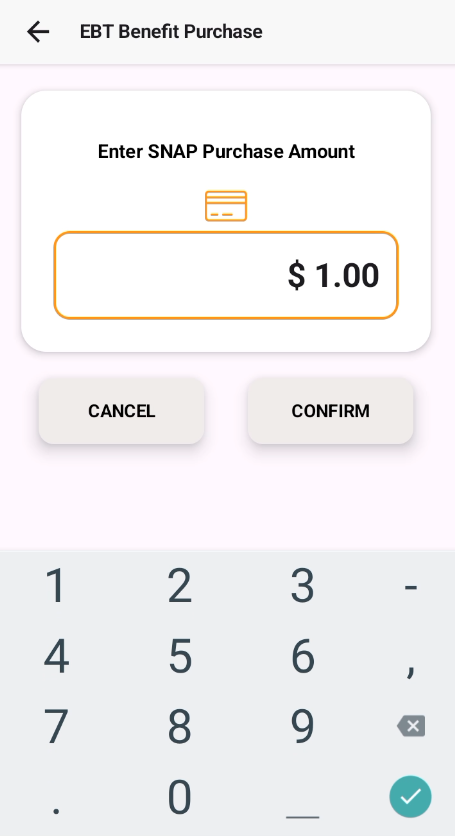 EBT Benefit Purchase
Enter SNAP Purchase Amount
$ 1.00
CANCEL
CONFIRM
1 2 3 -
4 5 6 ,
7 8 9
. 0 _